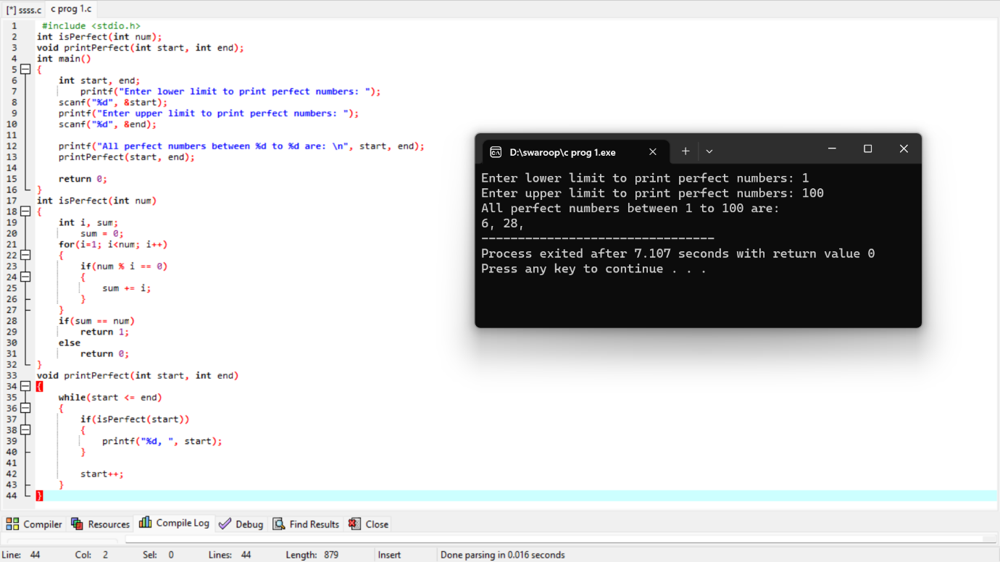 [*] ssss.c c prog 1.c
1 #include <stdio.h>
2 int isPerfect(int num);
3 void printPerfect(int start, int end);
4 int main()
5 {
6     int start, end;
7         printf("Enter lower limit to print perfect numbers: ");
8     scanf("%d", &start);
9     printf("Enter upper limit to print perfect numbers: ");
10     scanf("%d", &end);
11
12     printf("All perfect numbers between %d to %d are: \n", start, end);
13     printPerfect(start, end);
14
15     return 0;
16 }
17 int isPerfect(int num)
18 {
19     int i, sum;
20         sum = 0;
21     for(i=1; i<num; i++)
22     {
23         if(num % i == 0)
24         {
25             sum += i;
26         }
27     }
28     if(sum == num)
29         return 1;
30     else
31         return 0;
32 }
33 void printPerfect(int start, int end)
34 {
35     while(start <= end)
36     {
37         if(isPerfect(start))
38         {
39             printf("%d, ", start);
40         }
41
42         start++;
43     }
44 }
D:\swaroop\c prog 1.exe
Enter lower limit to print perfect numbers: 1
Enter upper limit to print perfect numbers: 100
All perfect numbers between 1 to 100 are:
6, 28,
--------------------------------
Process exited after 7.107 seconds with return value 0
Press any key to continue . . .
Compiler Resources Compile Log Debug Find Results Close
Line: 44 Col: 2 Sel: 0 Lines: 44 Length: 879 Insert Done parsing in 0.016 seconds